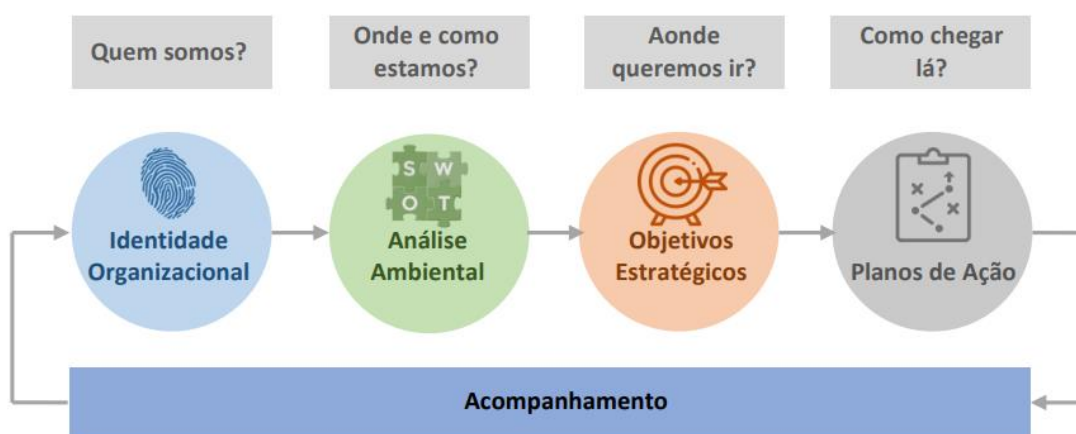 Quem somos?
Onde e como
estamos?
Aonde
queremos ir?
Como chegar
lá?
S W
O T
Identidade
Organizacional
Análise
Ambiental
Objetivos
Estratégicos
Planos de Ação
Acompanhamento